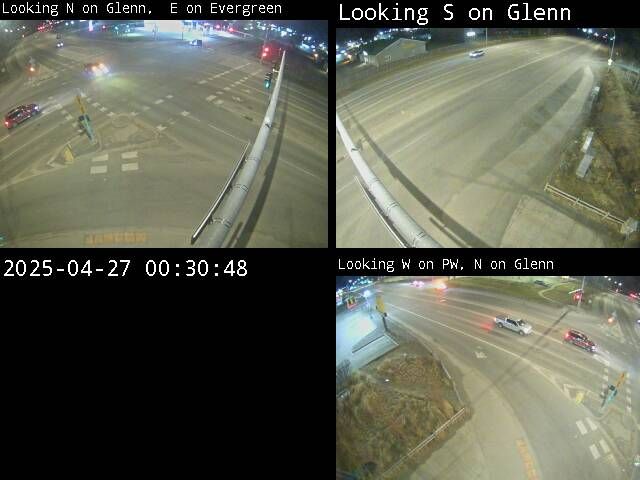 Looking N on Glenn,  E on Evergreen
Looking S on Glenn
2025-04-27 00:30:48
Looking W on PW, N on Glenn